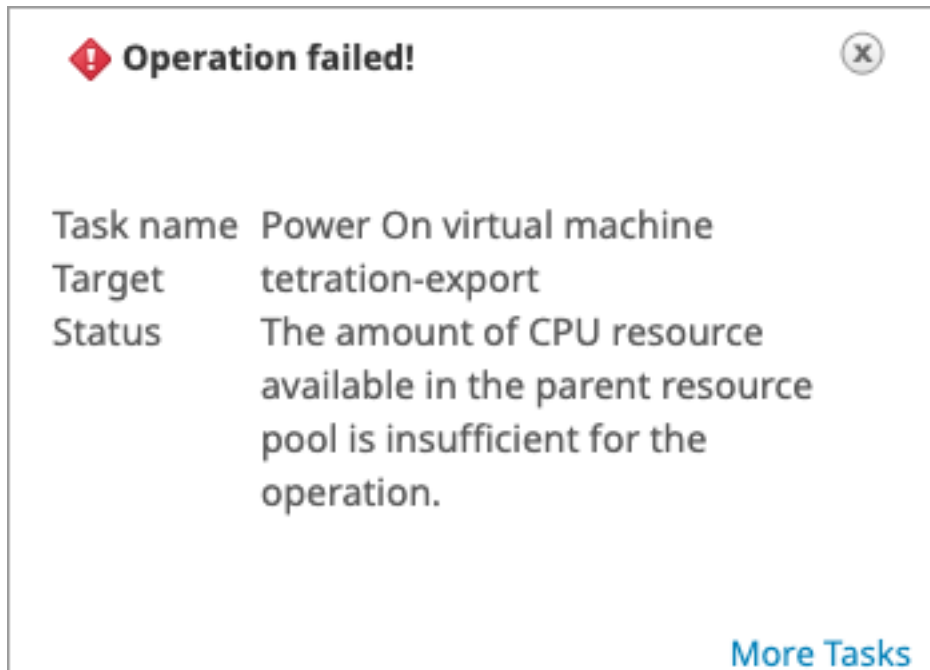 Operation failed!
Task name Power On virtual machine
Target tetration-export
Status The amount of CPU resource
available in the parent resource
pool is insufficient for the
operation.
More Tasks